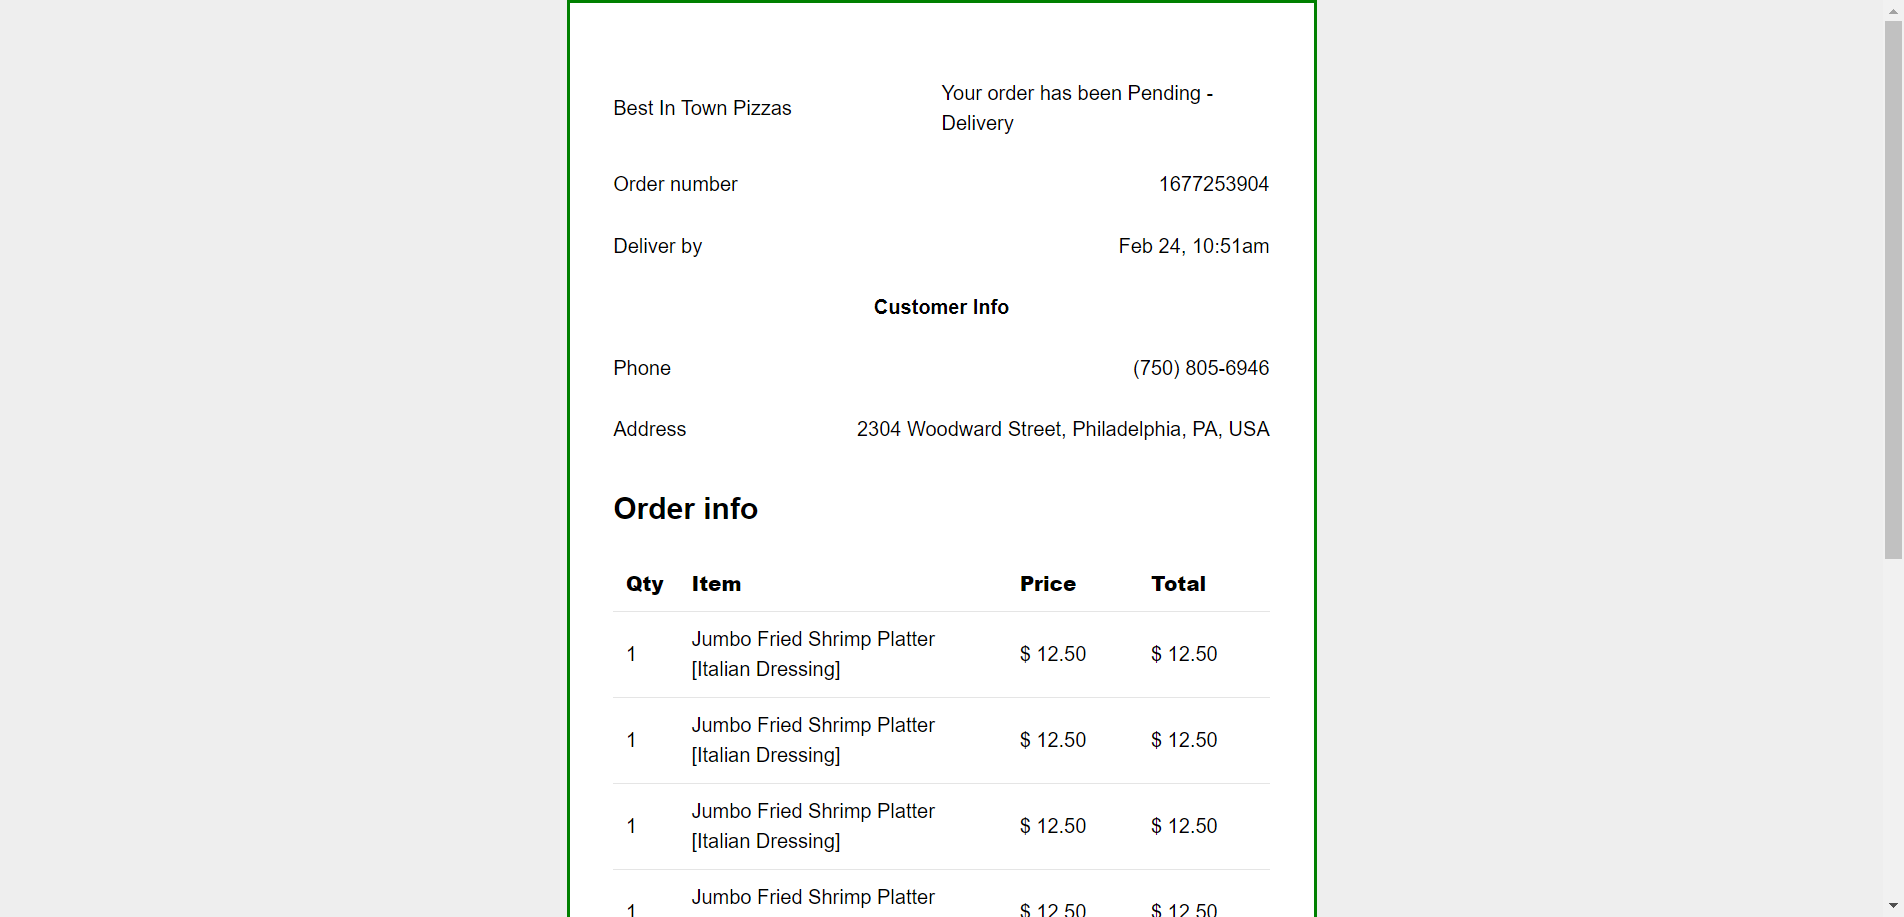 Best In Town Pizzas
Your order has been Pending -
Delivery
Order number 1677253904
Deliver by Feb 24, 10:51am
Customer Info
Phone (750) 805-6946
Address 2304 Woodward Street, Philadelphia, PA, USA
Order info
Qty Item Price Total
1 Jumbo Fried Shrimp Platter $ 12.50 $ 12.50
[Italian Dressing]
1 Jumbo Fried Shrimp Platter $ 12.50 $ 12.50
[Italian Dressing]
1 Jumbo Fried Shrimp Platter $ 12.50 $ 12.50
[Italian Dressing]
1 Jumbo Fried Shrimp Platter $ 12.50 $ 12.50